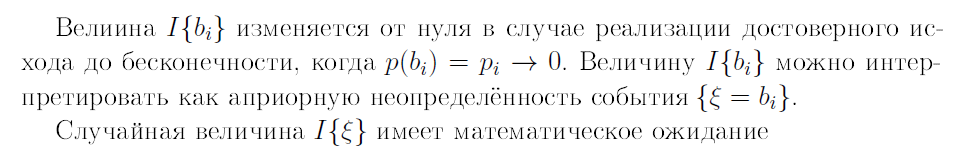 Велиина I{b_i} изменяется от нуля в случае реализации достоверного ис-
хода до бесконечности, когда p(b_i) = p_i → 0. Величину I{b_i} можно интер-
претировать как априорную неопределённость события {ξ = b_i}.
Случайная величина I{ξ} имеет математическое ожидание